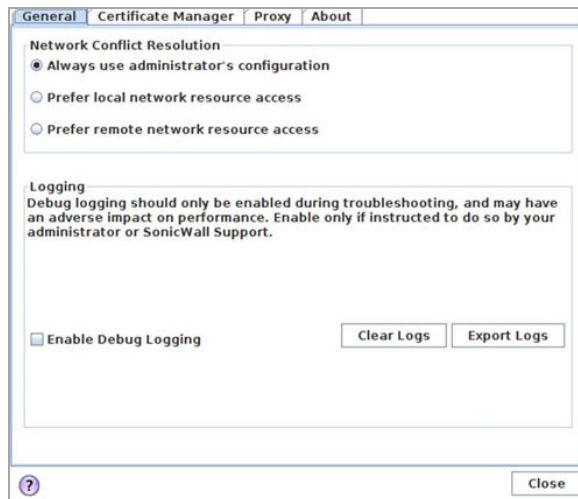 General Certificate Manager Proxy About
Network Conflict Resolution
Always use administrator's configuration
Prefer local network resource access
Prefer remote network resource access
Logging
Debug logging should only be enabled during troubleshooting, and may have
an adverse impact on performance. Enable only if instructed to do so by your
administrator or SonicWall Support.
Enable Debug Logging Clear Logs Export Logs
? Close